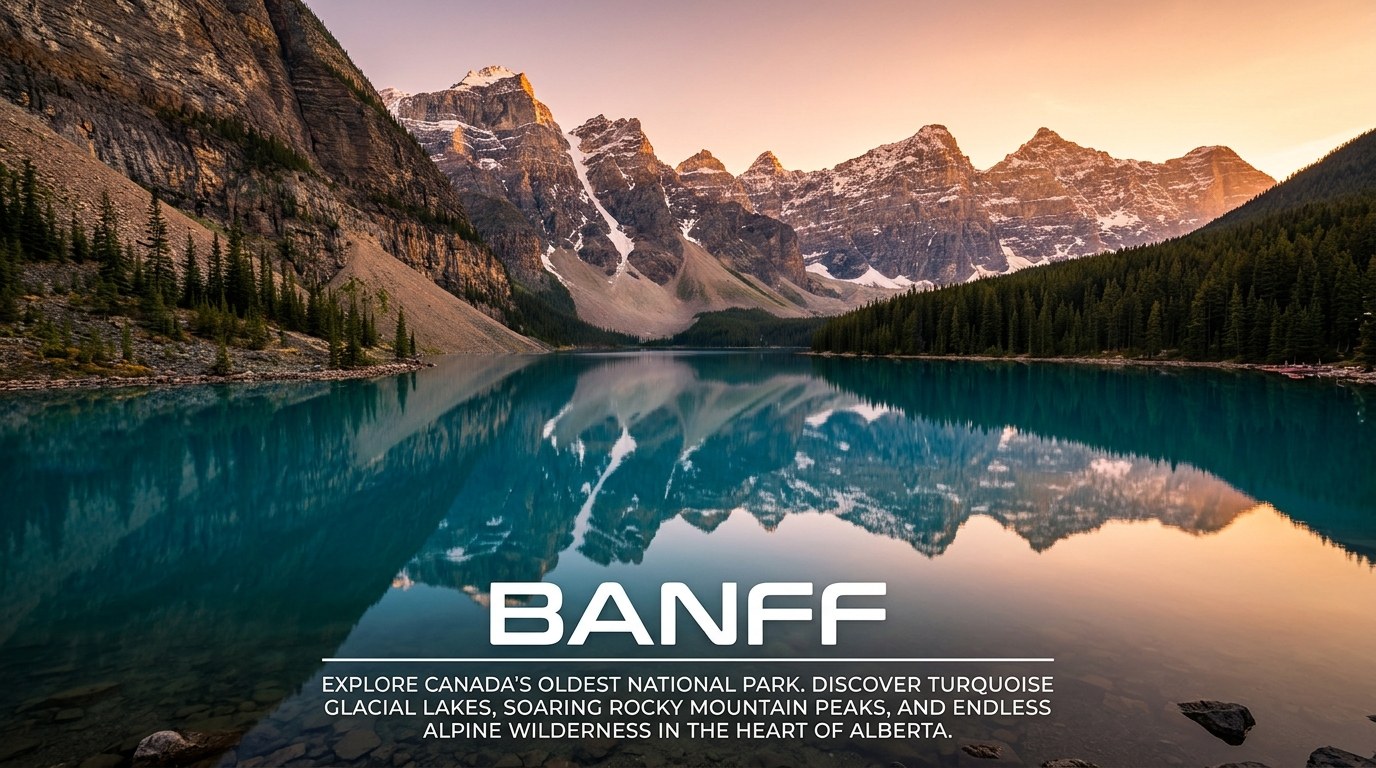 BANFF
EXPLORE CANADA'S OLDEST NATIONAL PARK. DISCOVER TURQUOISE
GLACIAL LAKES, SOARING ROCKY MOUNTAIN PEAKS, AND ENDLESS
ALPINE WILDERNESS IN THE HEART OF ALBERTA.